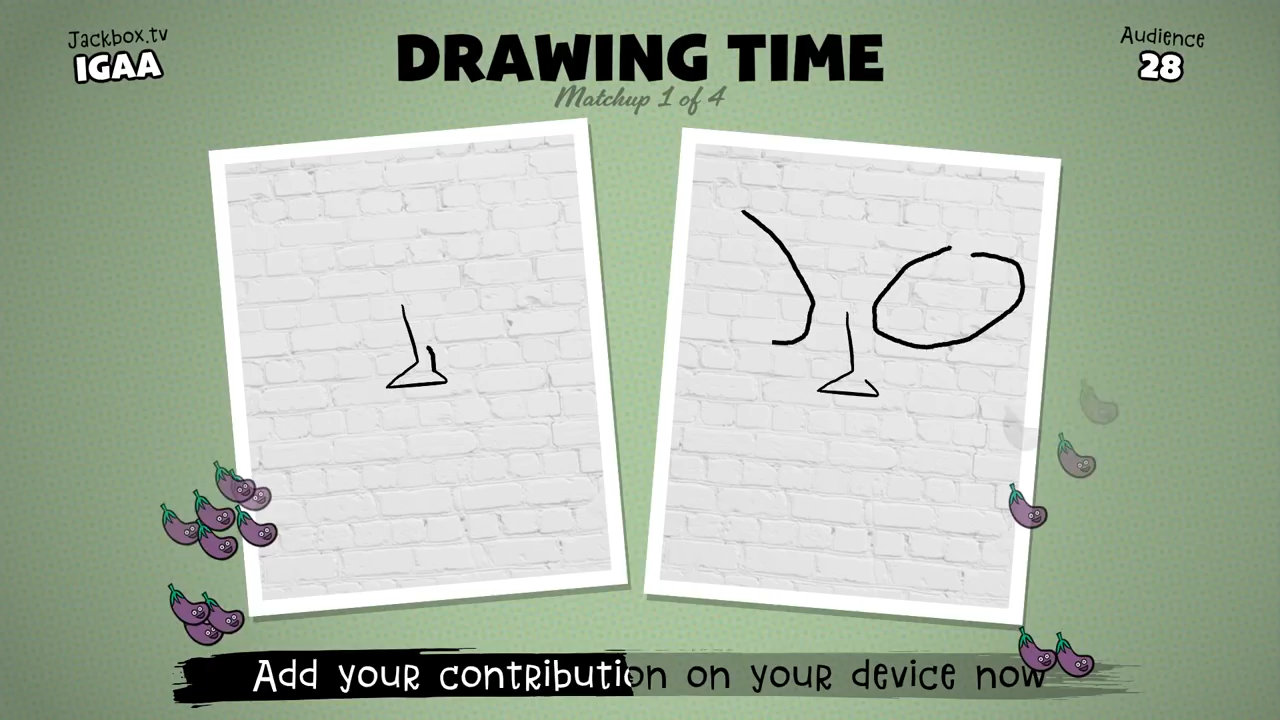 Jackbox.tv
IGAA
DRAWING TIME
Matchup 1 of 4
Audience
28
Add your contribution on your device now